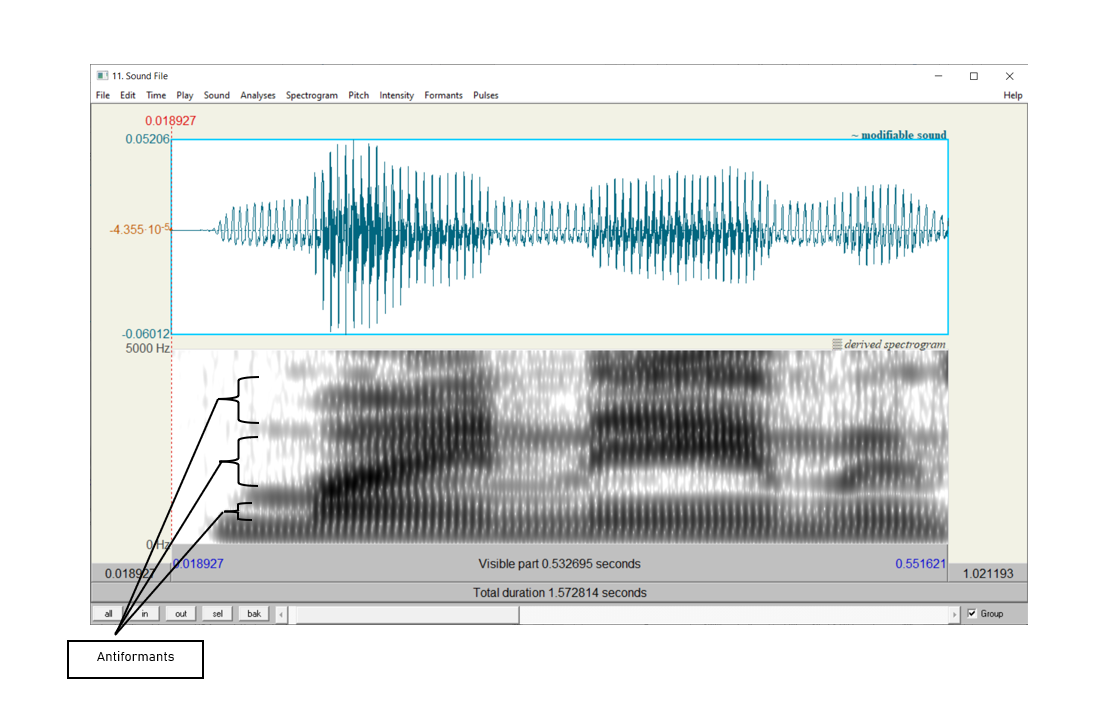 11. Sound File
File Edit Time Play Sound Analyses Spectrogram Pitch Intensity Formants Pulses Help
0.018927
0.05206
~ modifiable sound
-4.355·10-5
-0.06012
5000 Hz
derived spectrogram
0 Hz
0.018927 Visible part 0.532695 seconds 0.551621
0.018927 1.021193
Total duration 1.572814 seconds
all in out sel bak Group
Antiformants